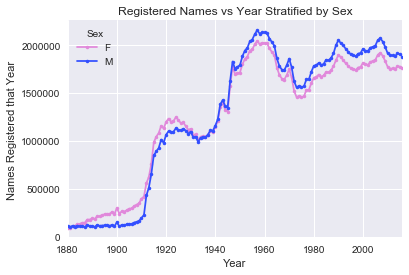 Registered Names vs Year Stratified by Sex
Names Registered that Year
2000000
1500000
1000000
500000
0
Sex
F
M
1880
1900
1920
1940
1960
1980
2000
Year